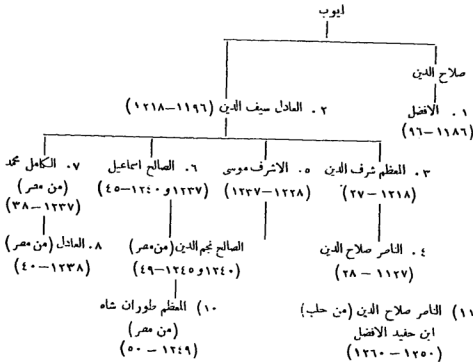 ايوب
صلاح الدين
١. الافضل
(١١٨٦–٩٦)
٢. العادل سيف الدين (١١٩٦–١٢١٨)
٣. المعظم شرف الدين
(١٢١٨–٢٧)
٥. الاشرف موسى
(١٢٢٨–١٢٣٧)
٦. الصالح اسماعيل
(١٢٣٧ و ١٢٤٠–٤٥)
٧. الكامل محمد
(من مصر)
(١٢٣٧–٣٨)
٤. الناصر صلاح الدين
(١١٢٧–٢٨)
الصالح نجم الدين (من مصر)
(١٢٤٠ و ١٢٤٥–٤٩)
٨. العادل (من مصر)
(١٢٣٨–٤٠)
١١) الناصر صلاح الدين (من حلب)
ابن حفيد الافضل
(١٢٥٠–١٢٦٠)
١٠) المعظم طوران شاه
(من مصر)
(١٢٤٩–٥٠)